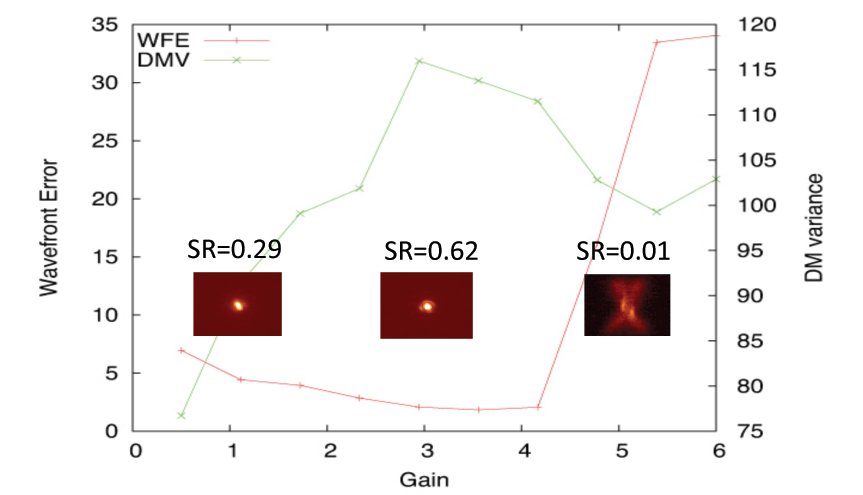 WFE
DMV
35
30
25
20
15
10
5
0
Wavefront Error
120
115
110
105
100
95
90
85
80
75
DM variance
SR=0.29
SR=0.62
SR=0.01
0 1 2 3 4 5 6
Gain